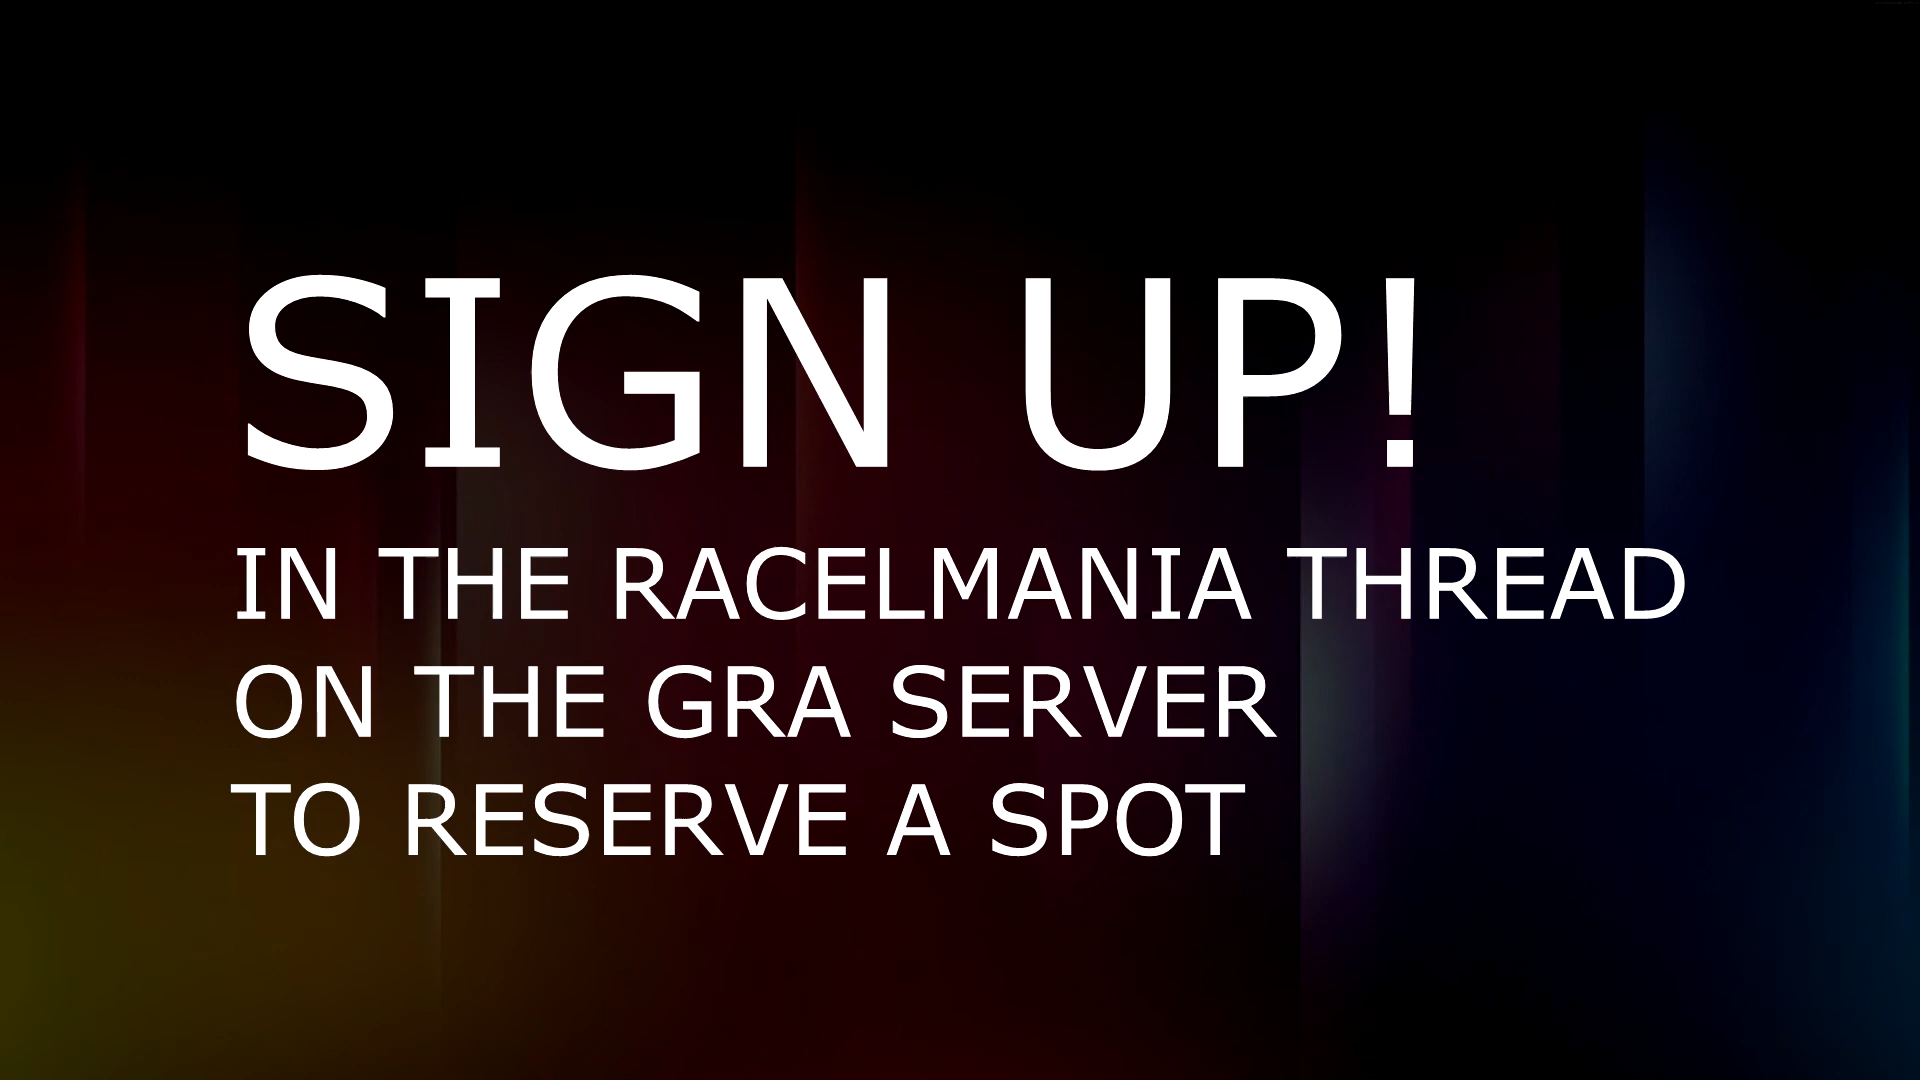 SIGN UP!
IN THE RACELMANIA THREAD
ON THE GRA SERVER
TO RESERVE A SPOT